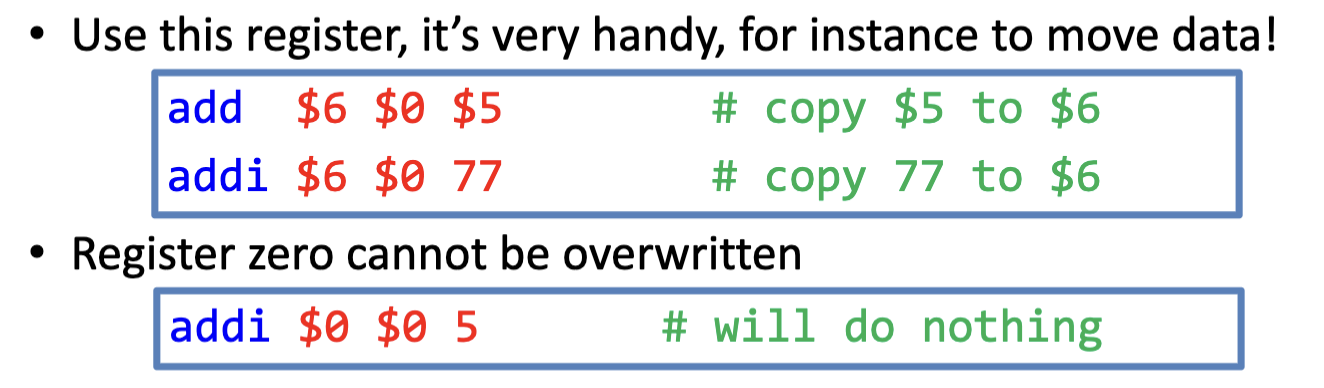 • Use this register, it’s very handy, for instance to move data!
add $6 $0 $5 # copy $5 to $6
addi $6 $0 77 # copy 77 to $6
• Register zero cannot be overwritten
addi $0 $0 5 # will do nothing